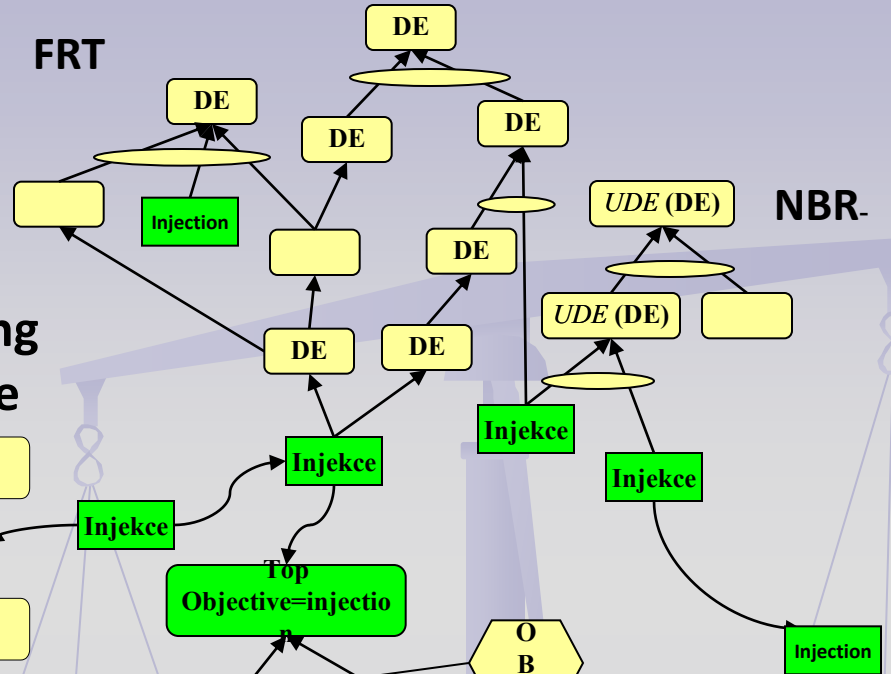 DE
FRT
DE
DE
DE
UDE (DE)
NBR-
Injection
DE
UDE (DE)
ng
DE
DE
e
Injekce
Injekce
Injekce
Injekce
Top
Objective=injectio
n
O
B
Injection